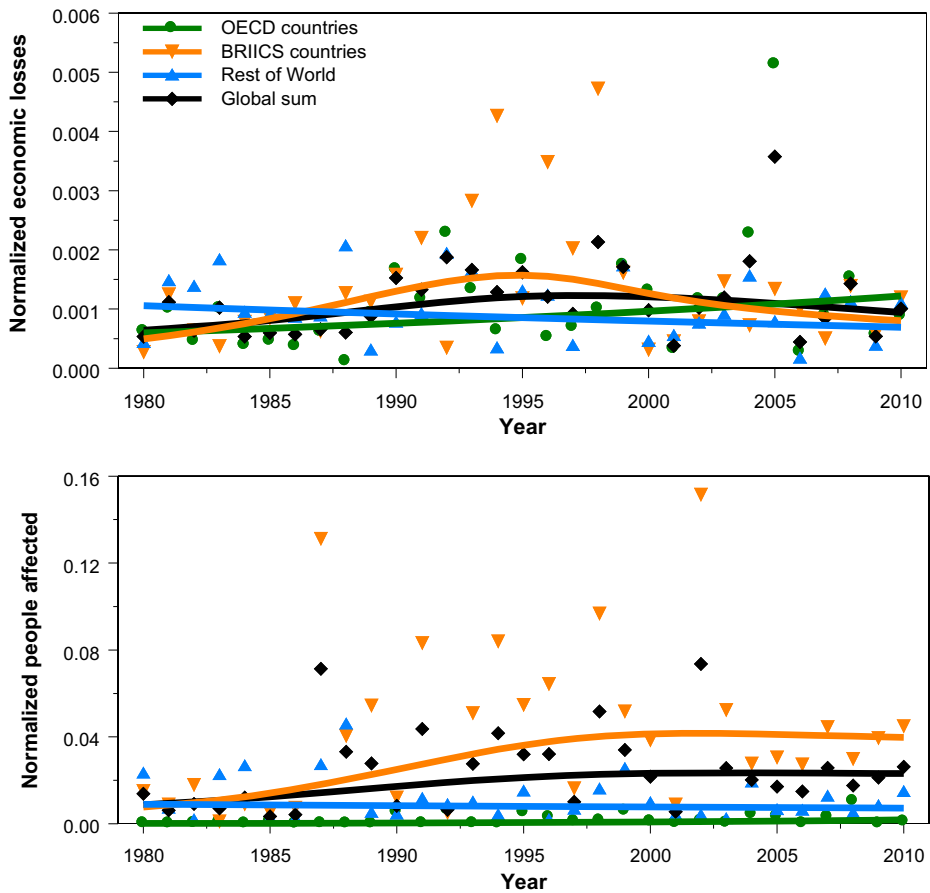 Normalized economic losses
0.006
0.005
0.004
0.003
0.002
0.001
0.000
OECD countries
BRIICS countries
Rest of World
Global sum
1980 1985 1990 1995 2000 2005 2010
Year
Normalized people affected
0.16
0.12
0.08
0.04
0.00
1980 1985 1990 1995 2000 2005 2010
Year